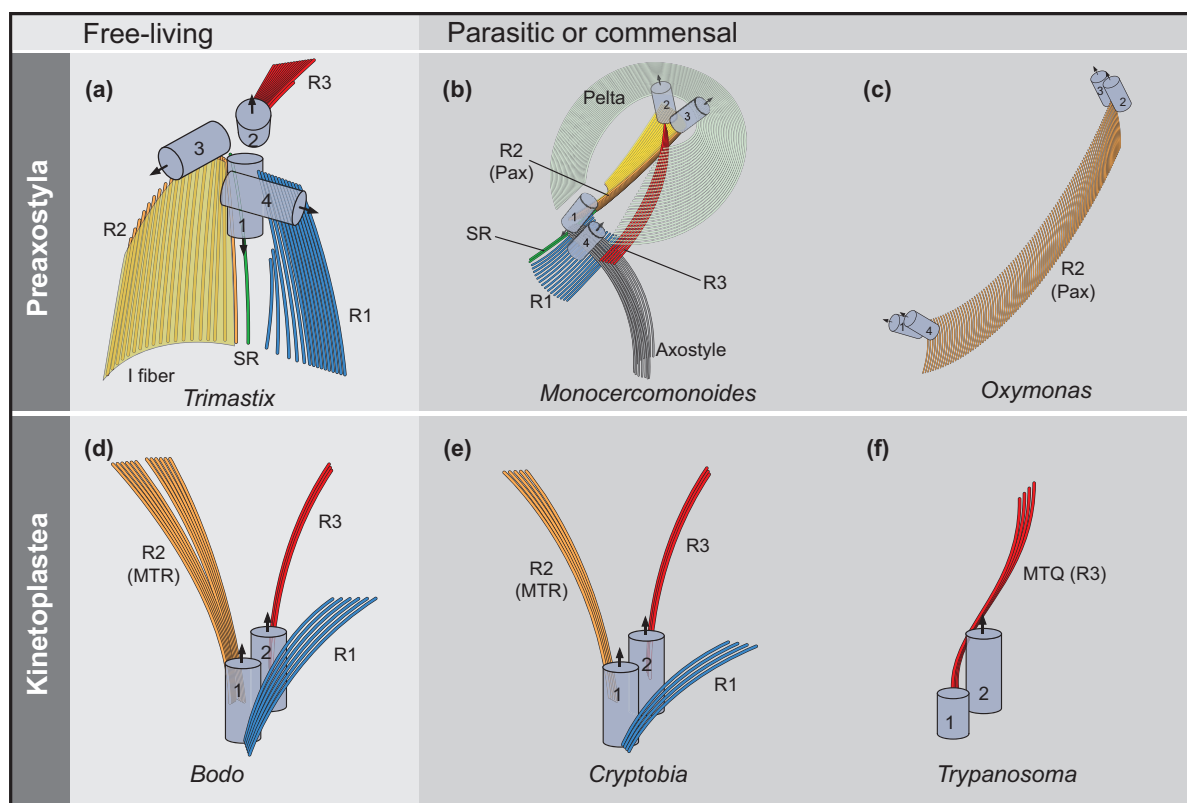 Free-living
Parasitic or commensal
Preaxostyla
(a)
R3
3
2
4
1
R2
R1
SR
I fiber
Trimastix
(b)
Pelta
2
3
R2
(Pax)
1
4
SR
R3
R1
Axostyle
Monocercomonoides
(c)
3
2
R2
(Pax)
1
4
Oxymonas
Kinetoplastea
(d)
R3
R2
(MTR)
2
1
R1
Bodo
(e)
R3
R2
(MTR)
2
1
R1
Cryptobia
(f)
MTQ (R3)
2
1
Trypanosoma